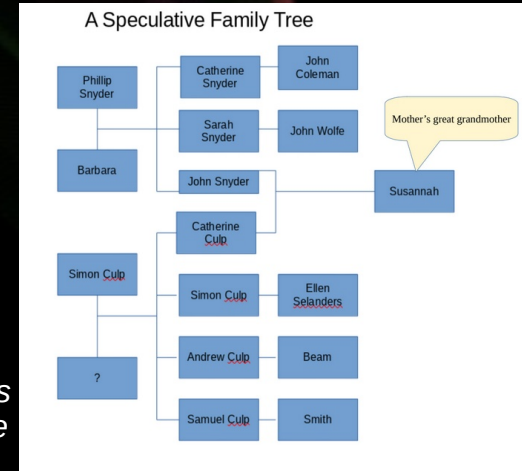 A Speculative Family Tree
Phillip
Snyder
Catherine
Snyder
John
Coleman
Sarah
Snyder
John Wolfe
Mother's great grandmother
Barbara
John Snyder
Susannah
Catherine
Culp
Simon Culp
Simon Culp
Ellen
Selanders
?
Andrew Culp
Beam
Samuel Culp
Smith
s
e